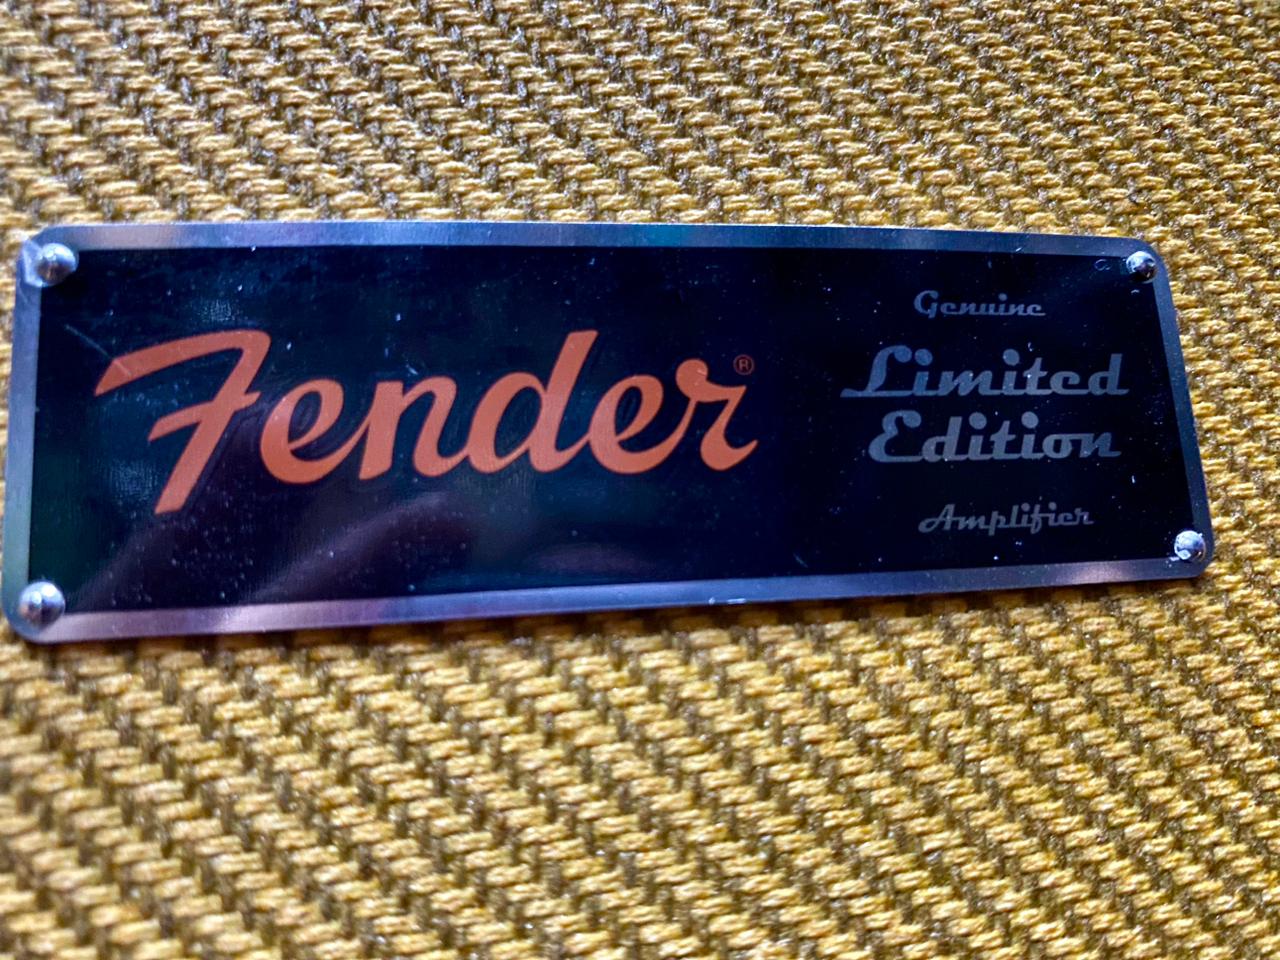 Fender®
Genuine
Limited
Edition
Amplifier